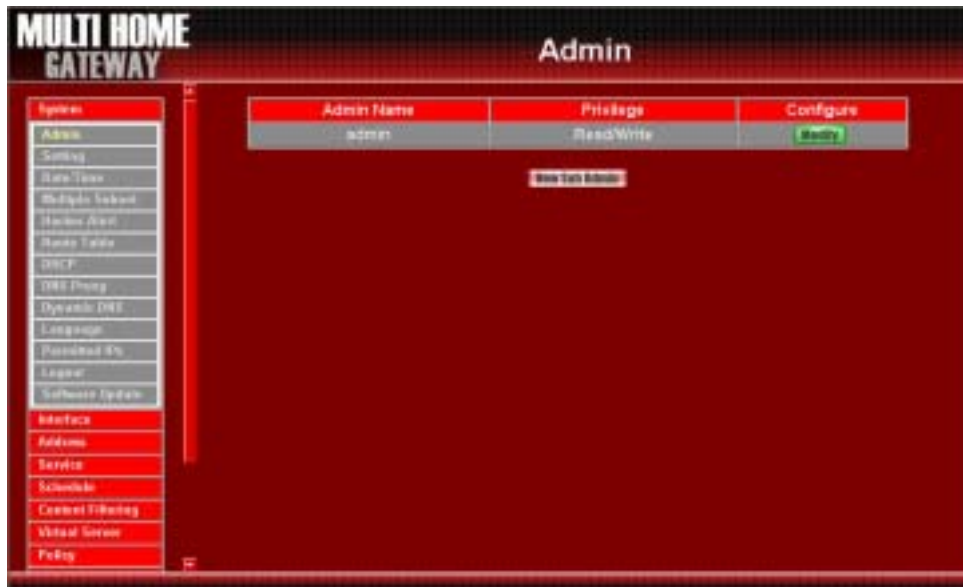 MULTI HOME
GATEWAY
Admin
System
Admin
Setting
Date/Time
Multiple Subnet
Hacker Alert
Route Table
DHCP
DNS Proxy
Dynamic DNS
Language
Permitted IPs
Logout
Software Update
Interface
Address
Service
Schedule
Content Filtering
Virtual Server
Policy
Admin Name Privilege Configure
admin Read/Write Modify
New Sub Admin